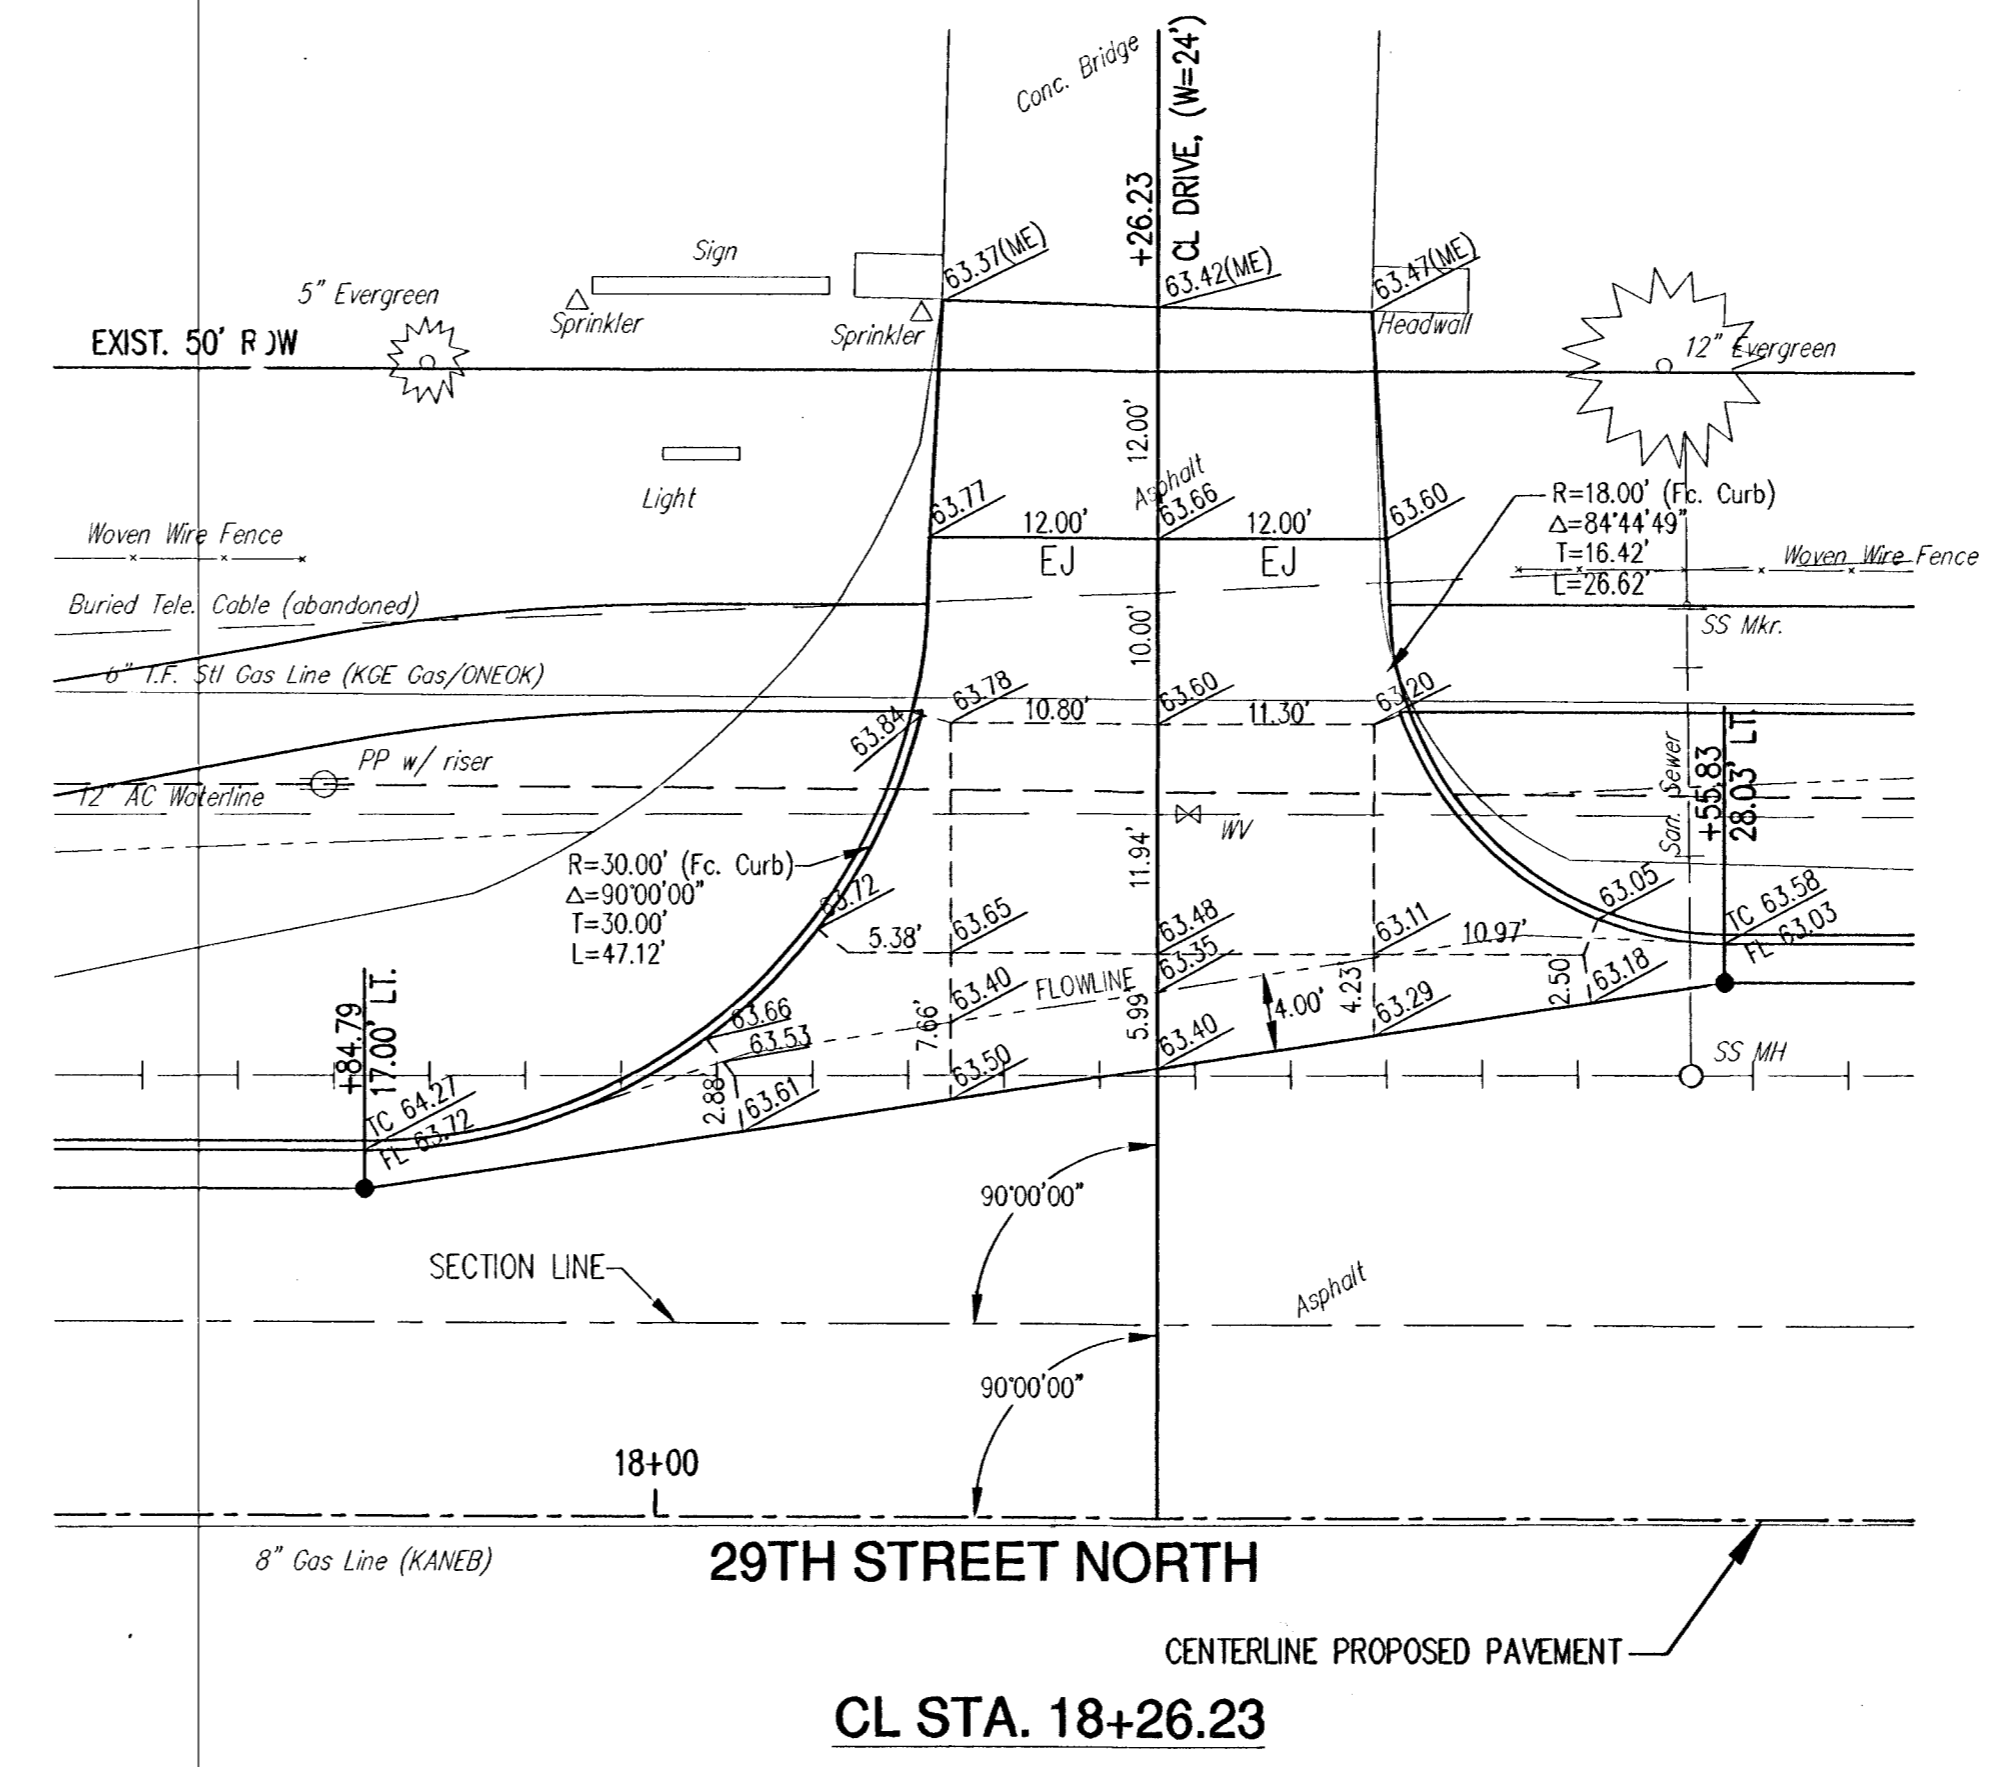 Conc. Bridge
+26.23
CL DRIVE, (W=24')
63.37(ME)
63.42(ME)
63.47(ME)
Sign
5" Evergreen
Sprinkler
Sprinkler
Headwall
12" Evergreen
EXIST. 50' ROW
12.00'
Asphalt
Light
63.77
12.00'
63.66
12.00'
63.60
EJ
EJ
R=18.00' (Fc. Curb)
Δ=84°44'49"
T=16.42'
L=26.62'
Woven Wire Fence
Woven Wire Fence
Buried Tele. Cable (abandoned)
10.00'
SS Mkr.
6" T.F. Stl Gas Line (KGE Gas/ONEOK)
63.84
63.78
10.80'
63.60
11.30'
63.20
PP w/ riser
12" AC Waterline
San. Sewer
+55.83
28.03' LT.
WV
11.94'
R=30.00' (Fc. Curb)
Δ=90°00'00"
T=30.00'
L=47.12'
63.72
5.38'
63.65
63.48
63.35
63.11
10.97'
63.05
TC 63.58
FL 63.03
63.40
FLOWLINE
7.66'
5.99'
4.00'
4.23'
2.50'
63.18
63.29
63.66
63.53
63.40
63.50
2.88'
63.61
SS MH
+84.79
17.00' LT.
TC 64.27
FL 63.72
90°00'00"
SECTION LINE
Asphalt
90°00'00"
18+00
8" Gas Line (KANEB)
29TH STREET NORTH
CENTERLINE PROPOSED PAVEMENT
CL STA. 18+26.23